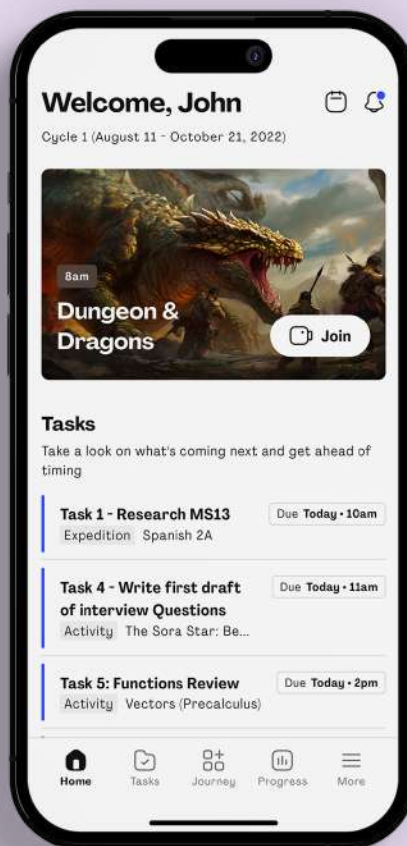 Welcome, John
Cycle 1 (August 11 - October 21, 2022)
8am
Dungeon &
Dragons
Join
Tasks
Take a look on what's coming next and get ahead of
timing
Task 1 - Research MS13
Due Today • 10am
Expedition Spanish 2A
Task 4 - Write first draft
of interview Questions
Due Today • 11am
Activity The Sora Star: Be...
Task 5: Functions Review
Due Today • 2pm
Activity Vectors (Precalculus)
Home Tasks Journey Progress More